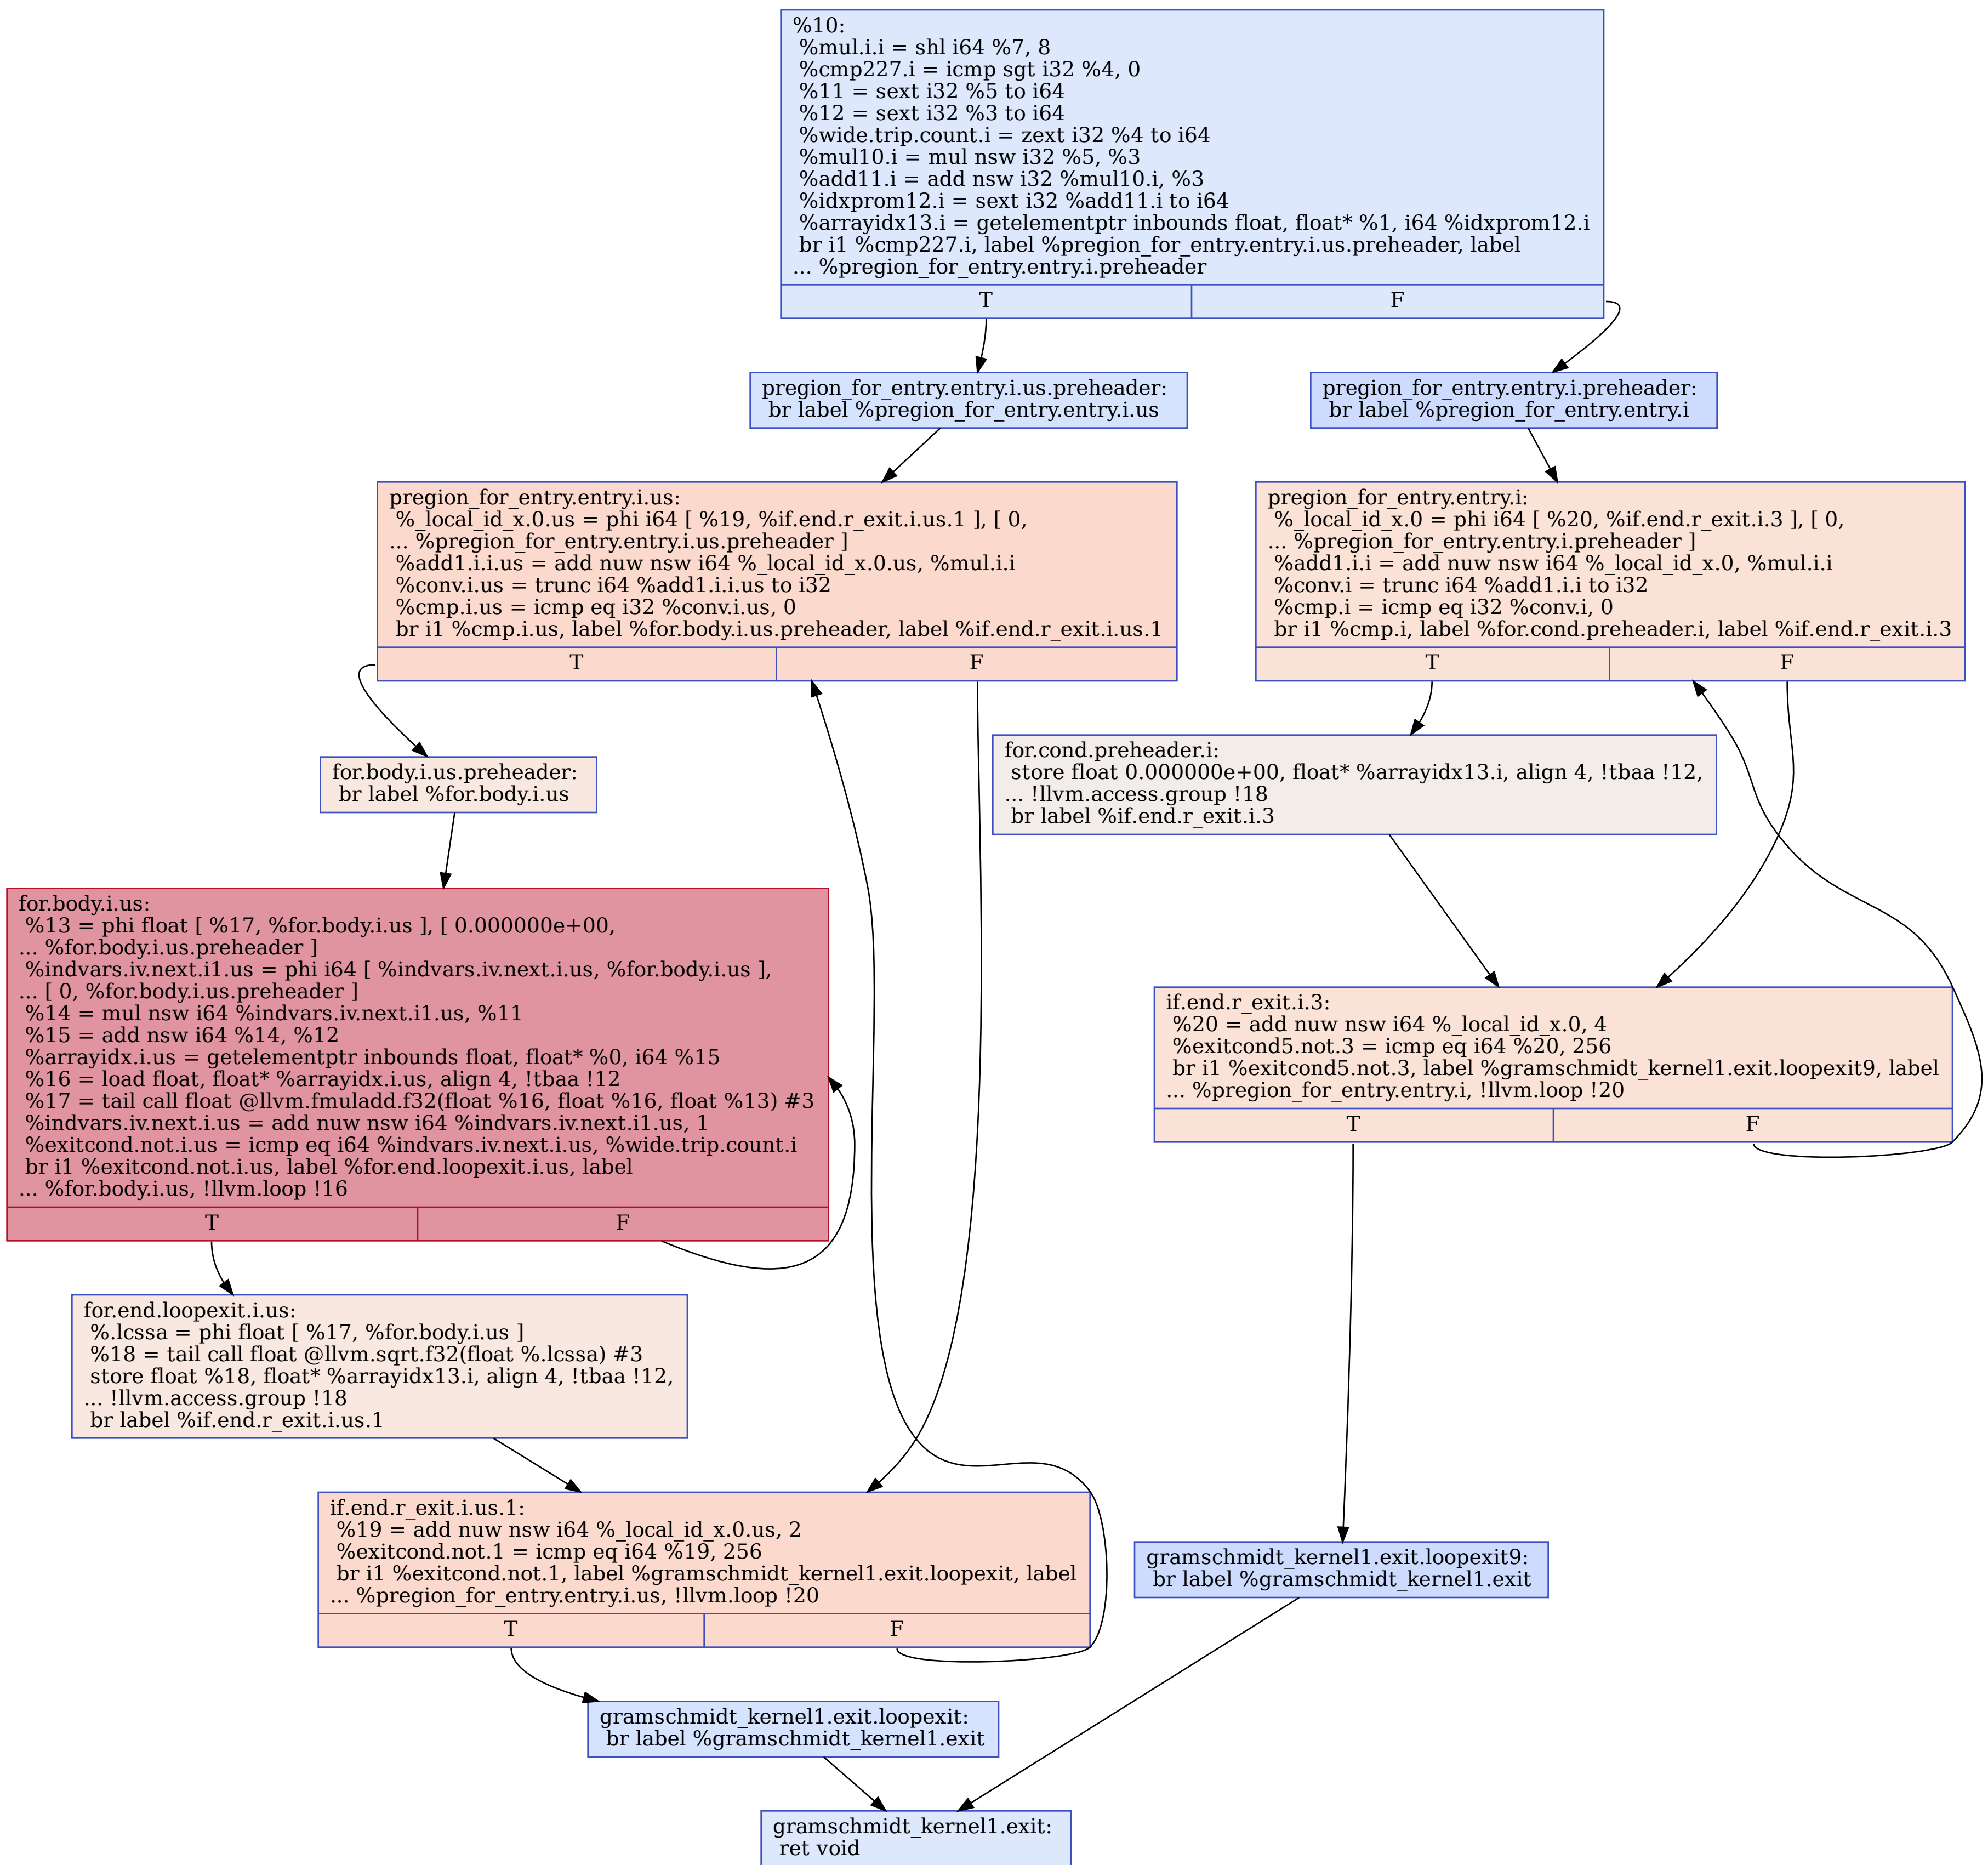 %10:
%mul.i.i = shl i64 %7, 8
%cmp227.i = icmp sgt i32 %4, 0
%11 = sext i32 %5 to i64
%12 = sext i32 %3 to i64
%wide.trip.count.i = zext i32 %4 to i64
%mul10.i = mul nsw i32 %5, %3
%add11.i = add nsw i32 %mul10.i, %3
%idxprom12.i = sext i32 %add11.i to i64
%arrayidx13.i = getelementptr inbounds float, float* %1, i64 %idxprom12.i
br i1 %cmp227.i, label %pregion_for_entry.entry.i.us.preheader, label
... %pregion_for_entry.entry.i.preheader
T F
pregion_for_entry.entry.i.us.preheader:
br label %pregion_for_entry.entry.i.us
pregion_for_entry.entry.i.preheader:
br label %pregion_for_entry.entry.i
pregion_for_entry.entry.i.us:
%_local_id_x.0.us = phi i64 [ %19, %if.end.r_exit.i.us.1 ], [ 0,
... %pregion_for_entry.entry.i.us.preheader ]
%add1.i.i.us = add nuw nsw i64 %_local_id_x.0.us, %mul.i.i
%conv.i.us = trunc i64 %add1.i.i.us to i32
%cmp.i.us = icmp eq i32 %conv.i.us, 0
br i1 %cmp.i.us, label %for.body.i.us.preheader, label %if.end.r_exit.i.us.1
T F
pregion_for_entry.entry.i:
%_local_id_x.0 = phi i64 [ %20, %if.end.r_exit.i.3 ], [ 0,
... %pregion_for_entry.entry.i.preheader ]
%add1.i.i = add nuw nsw i64 %_local_id_x.0, %mul.i.i
%conv.i = trunc i64 %add1.i.i to i32
%cmp.i = icmp eq i32 %conv.i, 0
br i1 %cmp.i, label %for.cond.preheader.i, label %if.end.r_exit.i.3
T F
for.cond.preheader.i:
store float 0.000000e+00, float* %arrayidx13.i, align 4, !tbaa !12,
... !llvm.access.group !18
br label %if.end.r_exit.i.3
for.body.i.us.preheader:
br label %for.body.i.us
for.body.i.us:
%13 = phi float [ %17, %for.body.i.us ], [ 0.000000e+00,
... %for.body.i.us.preheader ]
%indvars.iv.next.i1.us = phi i64 [ %indvars.iv.next.i.us, %for.body.i.us ],
... [ 0, %for.body.i.us.preheader ]
%14 = mul nsw i64 %indvars.iv.next.i1.us, %11
%15 = add nsw i64 %14, %12
%arrayidx.i.us = getelementptr inbounds float, float* %0, i64 %15
%16 = load float, float* %arrayidx.i.us, align 4, !tbaa !12
%17 = tail call float @llvm.fmuladd.f32(float %16, float %16, float %13) #3
%indvars.iv.next.i.us = add nuw nsw i64 %indvars.iv.next.i1.us, 1
%exitcond.not.i.us = icmp eq i64 %indvars.iv.next.i.us, %wide.trip.count.i
br i1 %exitcond.not.i.us, label %for.end.loopexit.i.us, label
... %for.body.i.us, !llvm.loop !16
T F
if.end.r_exit.i.3:
%20 = add nuw nsw i64 %_local_id_x.0, 4
%exitcond5.not.3 = icmp eq i64 %20, 256
br i1 %exitcond5.not.3, label %gramschmidt_kernel1.exit.loopexit9, label
... %pregion_for_entry.entry.i, !llvm.loop !20
T F
for.end.loopexit.i.us:
%.lcssa = phi float [ %17, %for.body.i.us ]
%18 = tail call float @llvm.sqrt.f32(float %.lcssa) #3
store float %18, float* %arrayidx13.i, align 4, !tbaa !12,
... !llvm.access.group !18
br label %if.end.r_exit.i.us.1
if.end.r_exit.i.us.1:
%19 = add nuw nsw i64 %_local_id_x.0.us, 2
%exitcond.not.1 = icmp eq i64 %19, 256
br i1 %exitcond.not.1, label %gramschmidt_kernel1.exit.loopexit, label
... %pregion_for_entry.entry.i.us, !llvm.loop !20
T F
gramschmidt_kernel1.exit.loopexit9:
br label %gramschmidt_kernel1.exit
gramschmidt_kernel1.exit.loopexit:
br label %gramschmidt_kernel1.exit
gramschmidt_kernel1.exit:
ret void